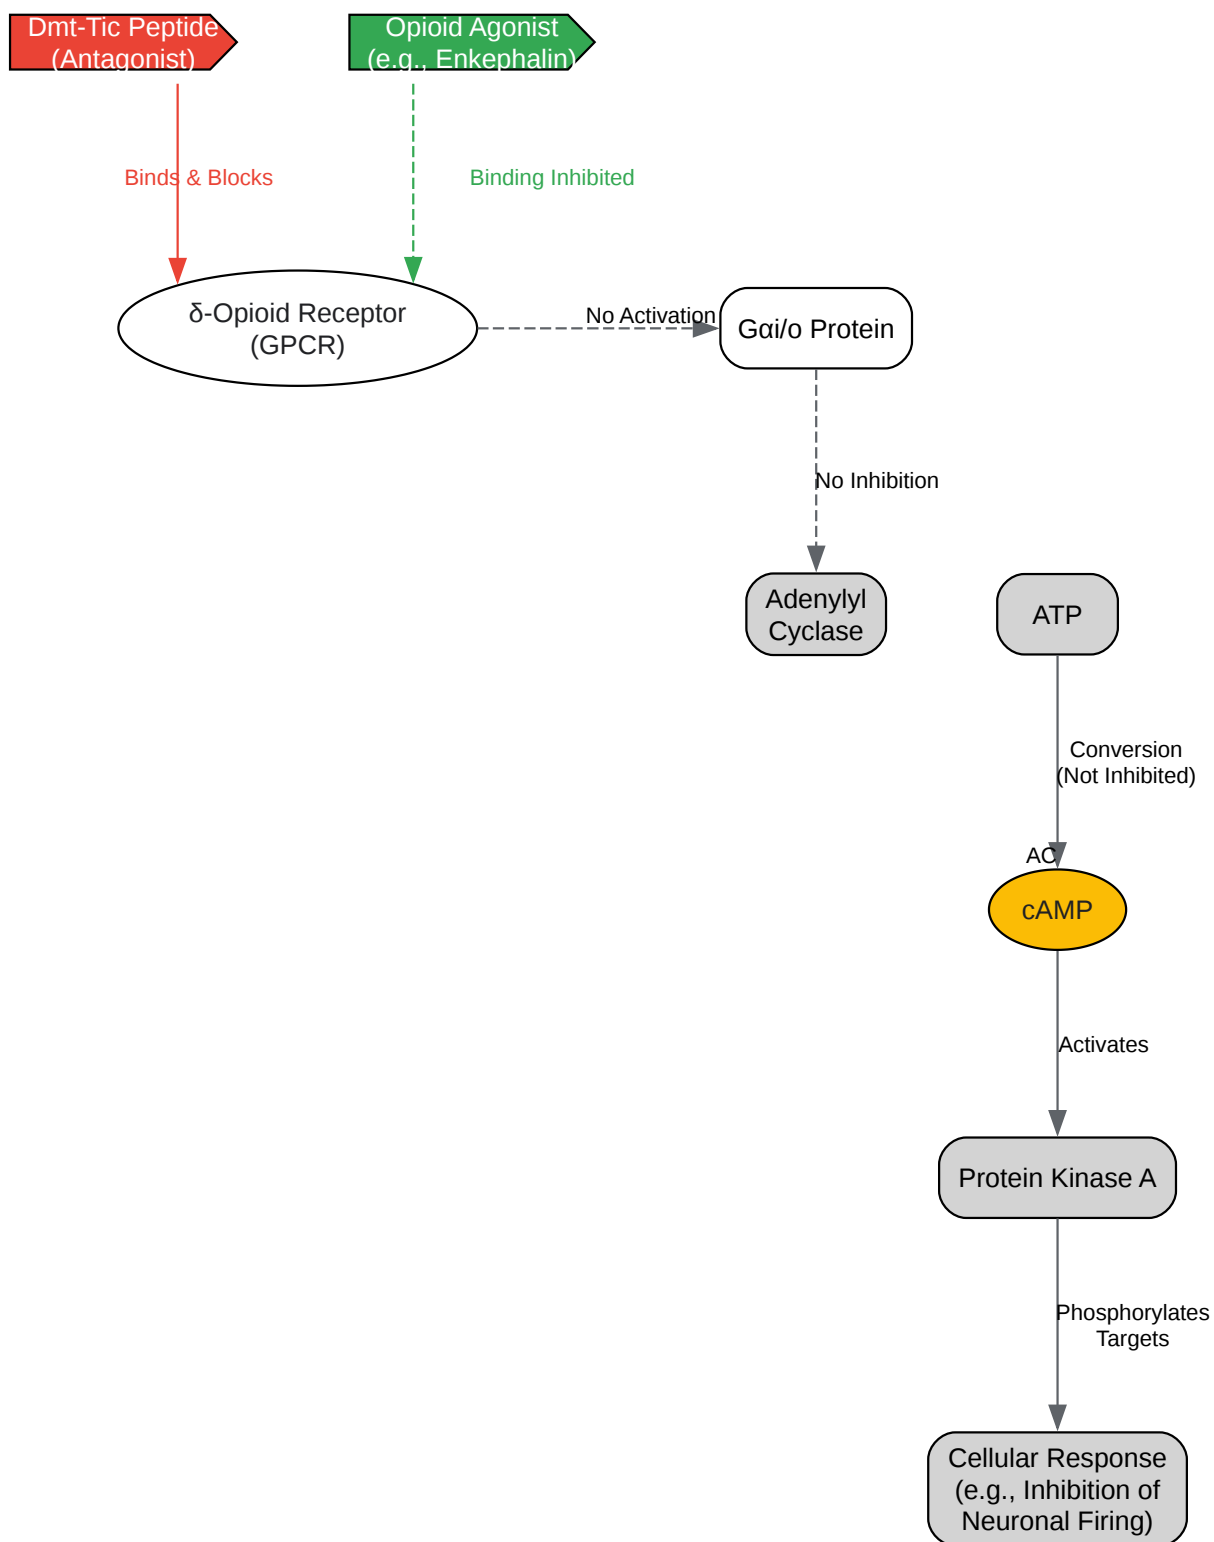 Dmt-Tic Peptide
(Antagonist)
Opioid Agonist
(e.g., Enkephalin)
Binds & Blocks
Binding Inhibited
δ-Opioid Receptor
(GPCR)
No Activation
Gαi/o Protein
No Inhibition
Adenylyl
Cyclase
ATP
Conversion
(Not Inhibited)
AC
cAMP
Activates
Protein Kinase A
Phosphorylates
Targets
Cellular Response
(e.g., Inhibition of
Neuronal Firing)